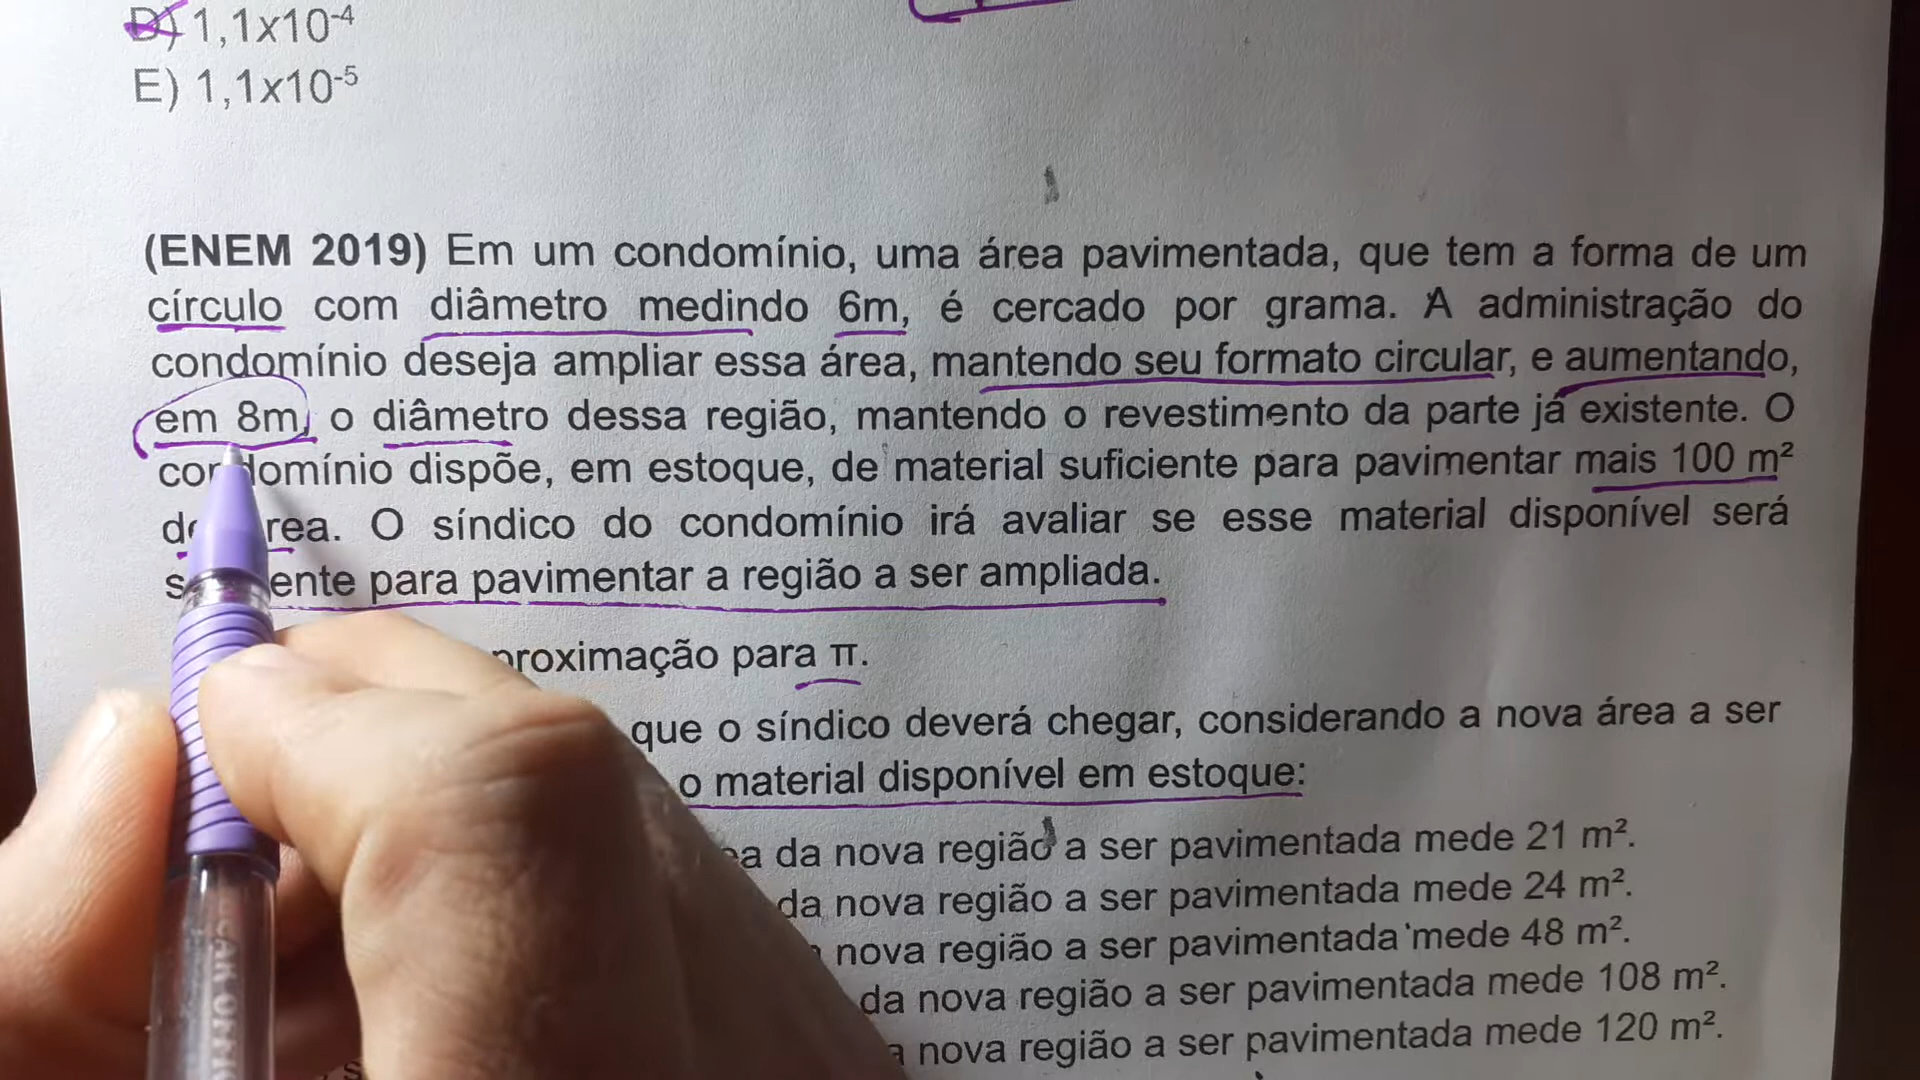 D) 1,1x10⁻⁴
E) 1,1x10⁻⁵
(ENEM 2019) Em um condomínio, uma área pavimentada, que tem a forma de um
círculo com diâmetro medindo 6m, é cercado por grama. A administração do
condomínio deseja ampliar essa área, mantendo seu formato circular, e aumentando,
em 8m, o diâmetro dessa região, mantendo o revestimento da parte já existente. O
condomínio dispõe, em estoque, de material suficiente para pavimentar mais 100 m²
rea. O síndico do condomínio irá avaliar se esse material disponível será
ente para pavimentar a região a ser ampliada.
proximação para π.
que o síndico deverá chegar, considerando a nova área a ser
o material disponível em estoque:
da nova região a ser pavimentada mede 21 m².
da nova região a ser pavimentada mede 24 m².
nova região a ser pavimentada mede 48 m².
da nova região a ser pavimentada mede 108 m².
nova região a ser pavimentada mede 120 m².